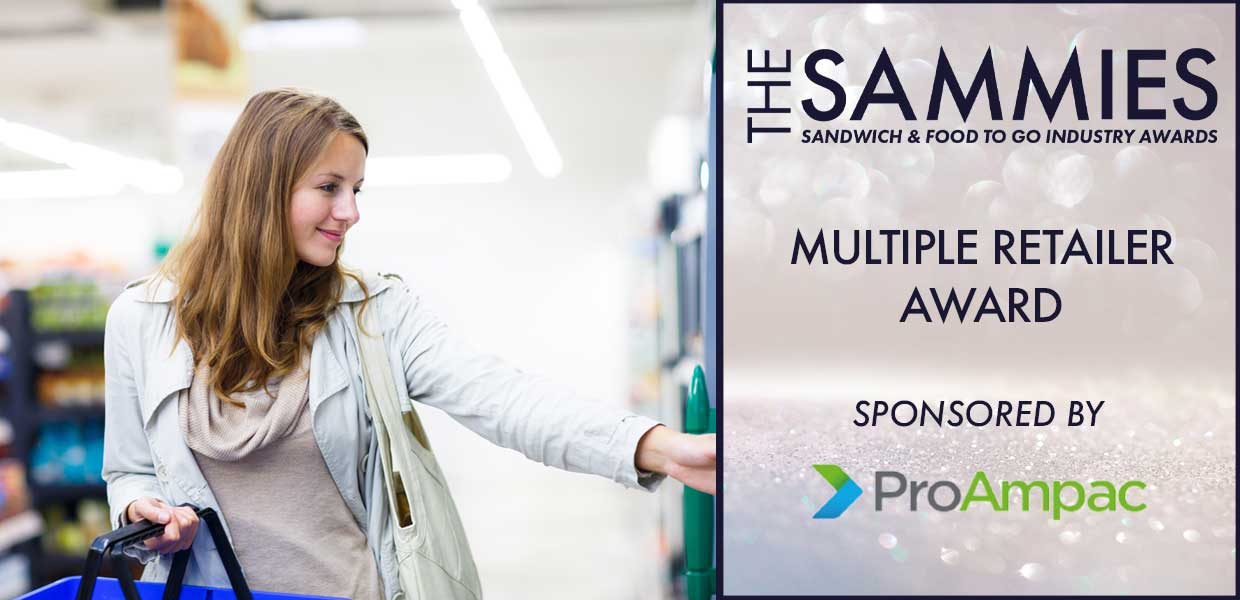 THE SAMMIES
SANDWICH & FOOD TO GO INDUSTRY AWARDS
MULTIPLE RETAILER
AWARD
SPONSORED BY
ProAmpac